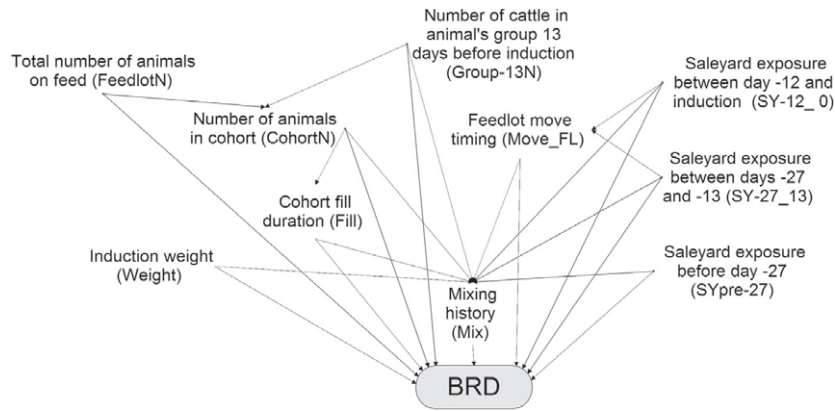 Number of cattle in
animal's group 13
days before induction
(Group-13N)
Total number of animals
on feed (FeedlotN)
Saleyard exposure
between day -12 and
induction (SY-12_ 0)
Number of animals
in cohort (CohortN)
Feedlot move
timing (Move_FL)
Saleyard exposure
between days -27
and -13 (SY-27_13)
Cohort fill
duration (Fill)
Induction weight
(Weight)
Saleyard exposure
before day -27
(SYpre-27)
Mixing
history
(Mix)
BRD